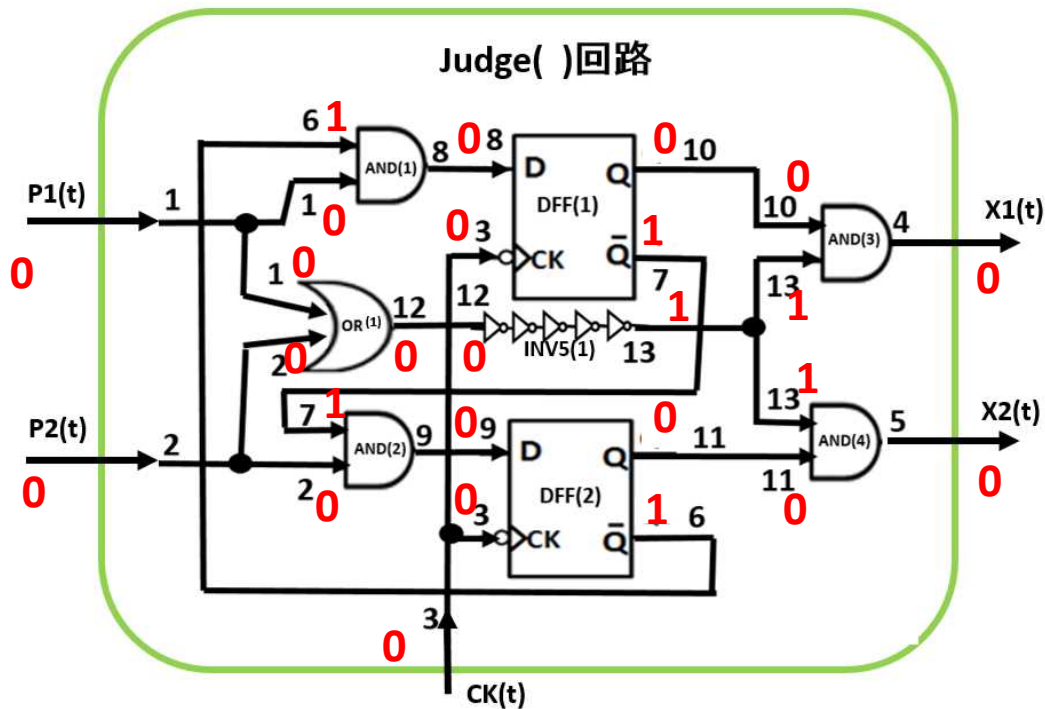 Judge( )回路
6 1
AND(1)
8 0 8
D
Q
0 10
P1(t)
1
1 0
DFF(1)
0
10
AND(3)
4
X1(t)
0
0 3
CK
Q̄
1
7
0
1 0
OR(1)
12 0
12 0
INV5(1)
1
13
13 1
2 0
7 1
AND(2)
9 0 9
D
Q
0 11
13 1
AND(4)
5
X2(t)
0
P2(t)
2
0
2 0
DFF(2)
11 0
0 3
CK
Q̄
1 6
3
0
CK(t)